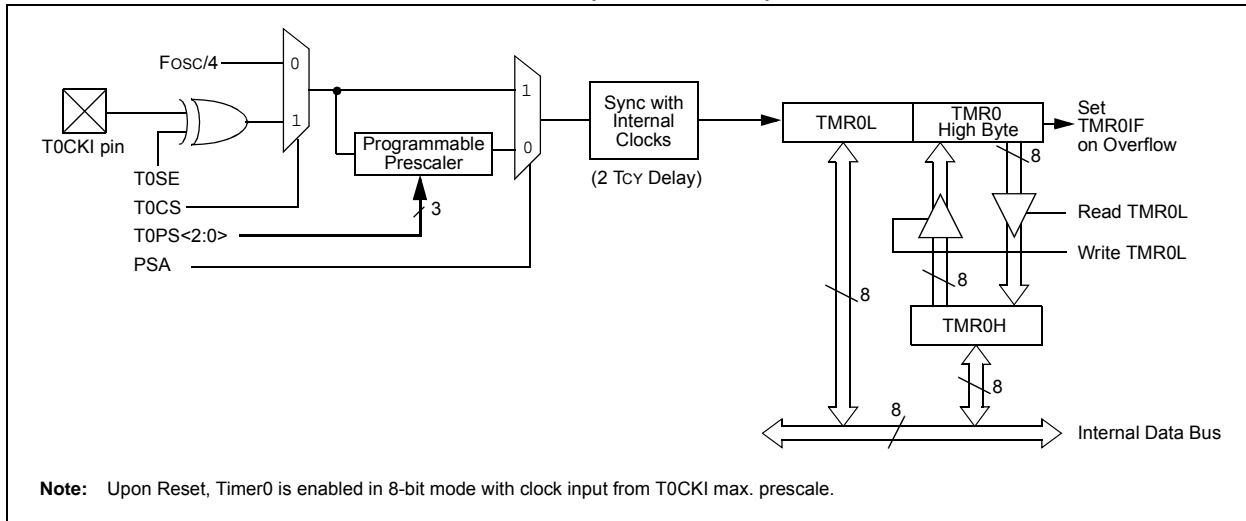 Fosc/4
0
1
T0CKI pin
T0SE
T0CS
T0PS<2:0>
PSA
Programmable
Prescaler
3
1
0
Sync with
Internal
Clocks
(2 TCY Delay)
TMR0L
TMR0
High Byte
Set
TMR0IF
on Overflow
8
Read TMR0L
Write TMR0L
8
8
TMR0H
8
8
Internal Data Bus
Note: Upon Reset, Timer0 is enabled in 8-bit mode with clock input from T0CKI max. prescale.